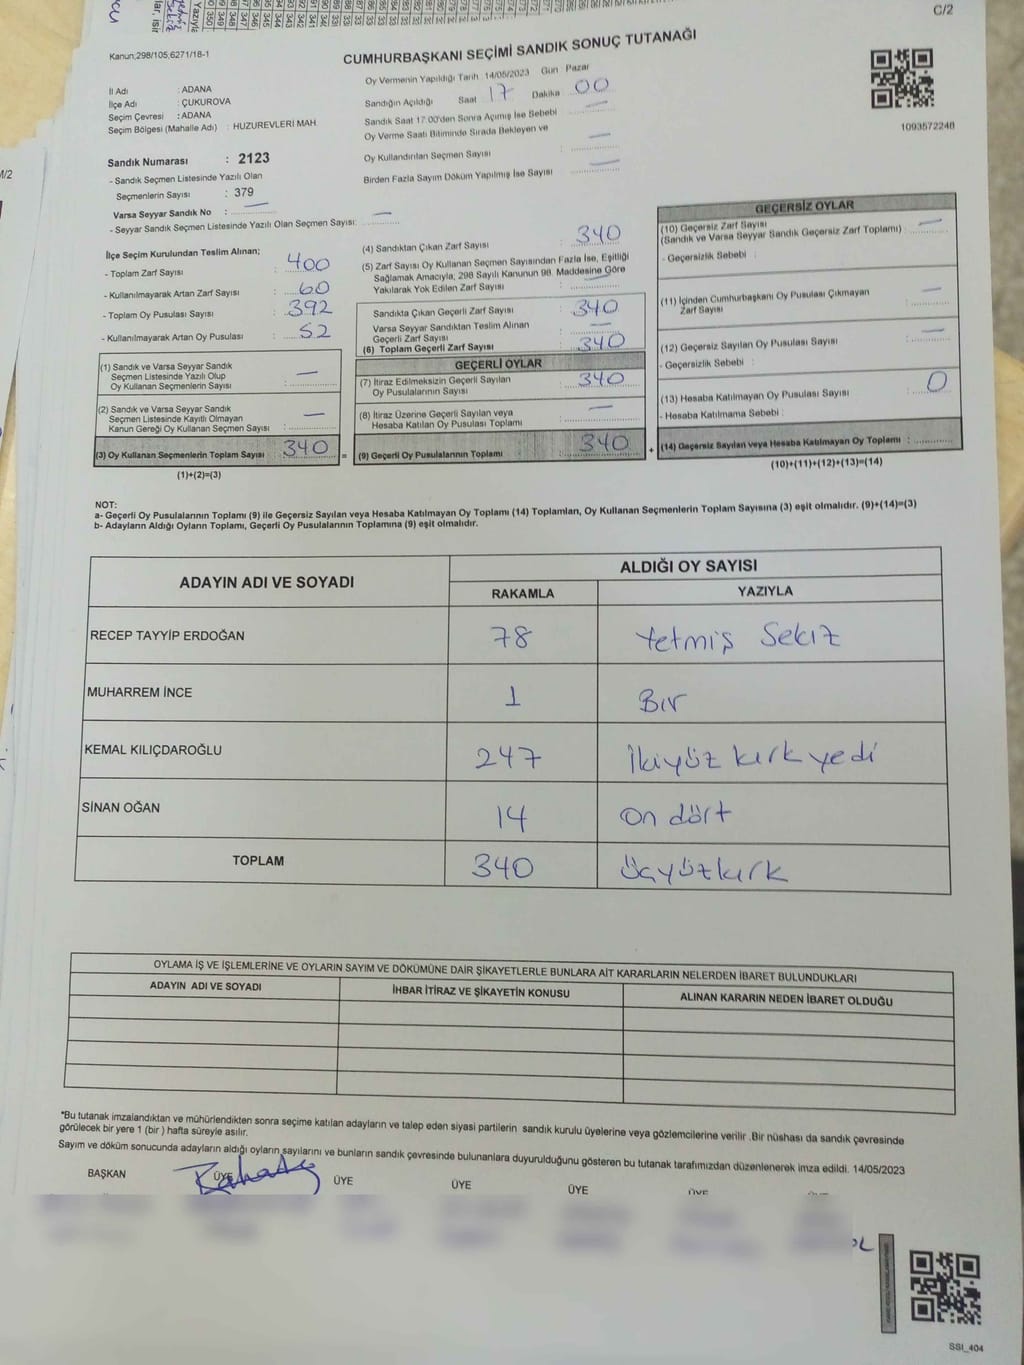 C/2
Kanun;298/105,6271/18-1
CUMHURBAŞKANI SEÇİMİ SANDIK SONUÇ TUTANAĞI
İl Adı : ADANA
İlçe Adı : ÇUKUROVA
Seçim Çevresi : ADANA
Seçim Bölgesi (Mahalle Adı) : HUZUREVLERİ MAH.
Oy Vermenin Yapıldığı Tarih 14/05/2023 Gün Pazar
Sandığın Açıldığı Saat 17 Dakika 00
Sandık Saat 17:00'den Sonra Açımış İse Sebebi
Oy Verme Saati Bitiminde Sırada Bekleyen ve
Oy Kullandırılan Seçmen Sayısı :
Birden Fazla Sayım Döküm Yapılmış İse Sayısı
1093572248
Sandık Numarası : 2123
- Sandık Seçmen Listesinde Yazılı Olan
Seçmenlerin Sayısı : 379
Varsa Seyyar Sandık No : —
- Seyyar Sandık Seçmen Listesinde Yazılı Olan Seçmen Sayısı: —
İlçe Seçim Kurulundan Teslim Alınan;
- Toplam Zarf Sayısı : 400
- Kullanılmayarak Artan Zarf Sayısı : 60
- Toplam Oy Pusulası Sayısı : 392
- Kullanılmayarak Artan Oy Pusulası : 52
(1) Sandık ve Varsa Seyyar Sandık
Seçmen Listesinde Yazılı Olup
Oy Kullanan Seçmenlerin Sayısı : —
(2) Sandık ve Varsa Seyyar Sandık
Seçmen Listesinde Kayıtlı Olmayan
Kanun Gereği Oy Kullanan Seçmen Sayısı : —
(3) Oy Kullanan Seçmenlerin Toplam Sayısı : 340
(1)+(2)=(3)
=
(4) Sandıktan Çıkan Zarf Sayısı : 340
(5) Zarf Sayısı Oy Kullanan Seçmen Sayısından Fazla İse, Eşitliği
Sağlamak Amacıyla, 298 Sayılı Kanunun 98. Maddesine Göre
Yakılarak Yok Edilen Zarf Sayısı :
Sandıkta Çıkan Geçerli Zarf Sayısı : 340
Varsa Seyyar Sandıktan Teslim Alınan
Geçerli Zarf Sayısı : —
(6) Toplam Geçerli Zarf Sayısı : 340
GEÇERLİ OYLAR
(7) İtiraz Edilmeksizin Geçerli Sayılan
Oy Pusulalarının Sayısı : 340
(8) İtiraz Üzerine Geçerli Sayılan veya
Hesaba Katılan Oy Pusulası Toplamı : —
(9) Geçerli Oy Pusulalarının Toplamı : 340
+
GEÇERSİZ OYLAR
(10) Geçersiz Zarf Sayısı
(Sandık ve Varsa Seyyar Sandık Geçersiz Zarf Toplamı) : —
- Geçersizlik Sebebi :
(11) İçinden Cumhurbaşkanı Oy Pusulası Çıkmayan
Zarf Sayısı : —
(12) Geçersiz Sayılan Oy Pusulası Sayısı : —
- Geçersizlik Sebebi :
(13) Hesaba Katılmayan Oy Pusulası Sayısı : 0
- Hesaba Katılmama Sebebi :
(14) Geçersiz Sayılan veya Hesaba Katılmayan Oy Toplamı :
(10)+(11)+(12)+(13)=(14)
NOT:
a- Geçerli Oy Pusulalarının Toplamı (9) ile Geçersiz Sayılan veya Hesaba Katılmayan Oy Toplamı (14) Toplamları, Oy Kullanan Seçmenlerin Toplam Sayısına (3) eşit olmalıdır. (9)+(14)=(3)
b- Adayların Aldığı Oyların Toplamı, Geçerli Oy Pusulalarının Toplamına (9) eşit olmalıdır.
ADAYIN ADI VE SOYADI ALDIĞI OY SAYISI
RAKAMLA YAZIYLA
RECEP TAYYİP ERDOĞAN 78 Yetmiş Sekiz
MUHARREM İNCE 1 Bir
KEMAL KILIÇDAROĞLU 247 İkiyüz kırk yedi
SİNAN OĞAN 14 on dört
TOPLAM 340 üçyüzkırk
OYLAMA İŞ VE İŞLEMLERİNE VE OYLARIN SAYIM VE DÖKÜMÜNE DAİR ŞİKAYETLERLE BUNLARA AİT KARARLARIN NELERDEN İBARET BULUNDUKLARI
ADAYIN ADI VE SOYADI İHBAR İTİRAZ VE ŞİKAYETİN KONUSU ALINAN KARARIN NEDEN İBARET OLDUĞU
*Bu tutanak imzalandıktan ve mühürlendikten sonra seçime katılan adayların ve talep eden siyasi partilerin sandık kurulu üyelerine veya gözlemcilerine verilir .Bir nüshası da sandık çevresinde
görülecek bir yere 1 (bir ) hafta süreyle asılır.
Sayım ve döküm sonucunda adayların aldığı oyların sayılarını ve bunların sandık çevresinde bulunanlara duyurulduğunu gösteren bu tutanak tarafımızdan düzenlenerek imza edildi. 14/05/2023
BAŞKAN ÜYE ÜYE ÜYE ÜYE ÜYE
SSI_404